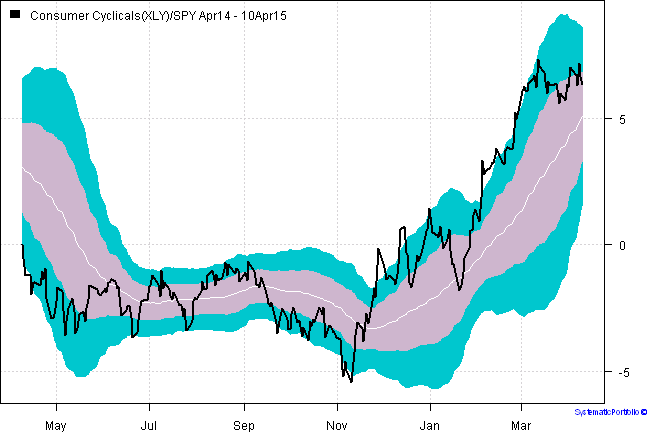 Consumer Cyclicals(XLY)/SPY Apr14 - 10Apr15
5
0
-5
May Jul Sep Nov Jan Mar
SystematicPortfolio ©